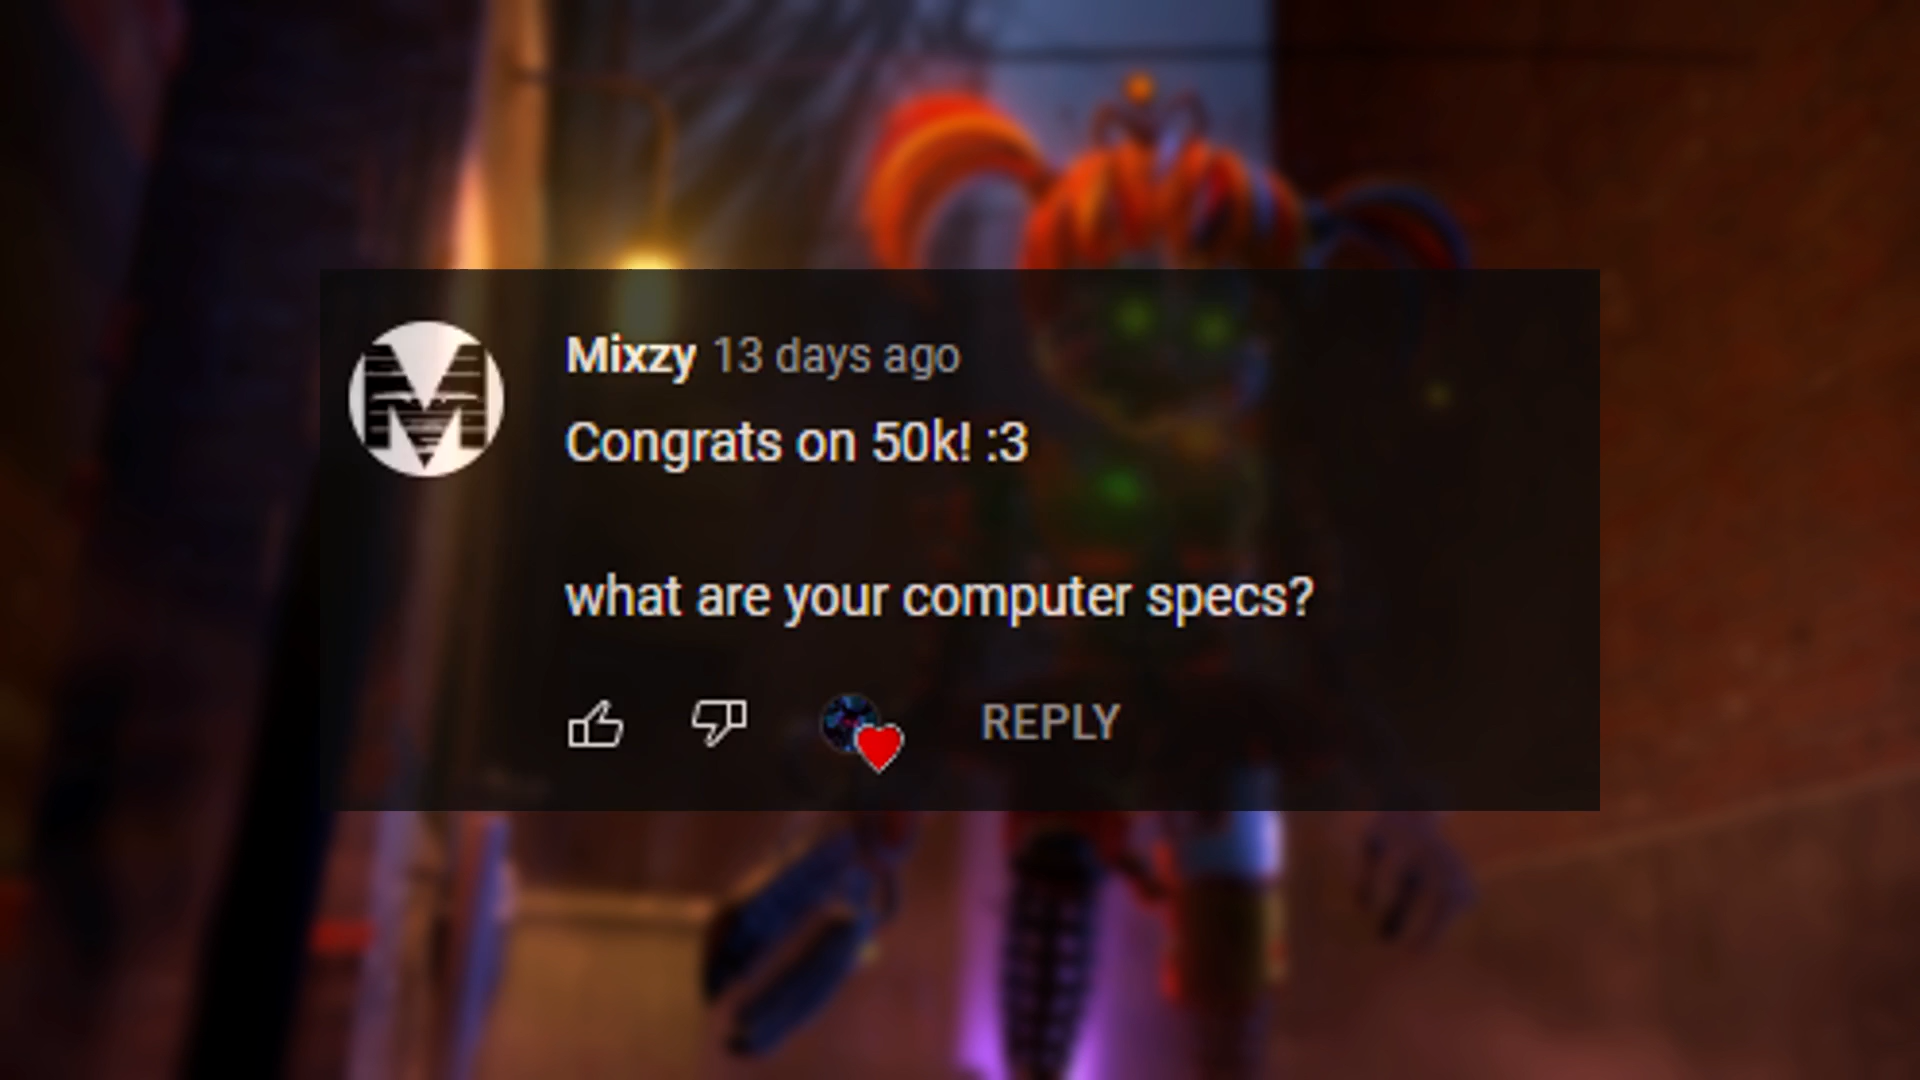 Mixzy 13 days ago
Congrats on 50k! :3
what are your computer specs?
REPLY